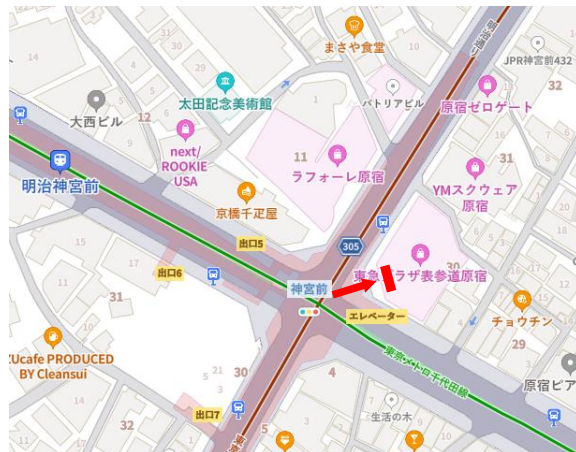 14
まさや食堂
明治通り
JPR神宮前432
32
太田記念美術館
パトリアビル
原宿ゼロゲート
大西ビル
12
next/
ROOKIE
USA
11
ラフォーレ原宿
31
YMスクウェア
原宿
明治神宮前
京橋千疋屋
出口5
305
30
東急プラザ表参道原宿
出口6
神宮前
エレベーター
チョウチン
29
31
ZUcafe PRODUCED
BY Cleansui
東京メトロ千代田線
原宿ピア
30
4
出口7
生活の木
32
5